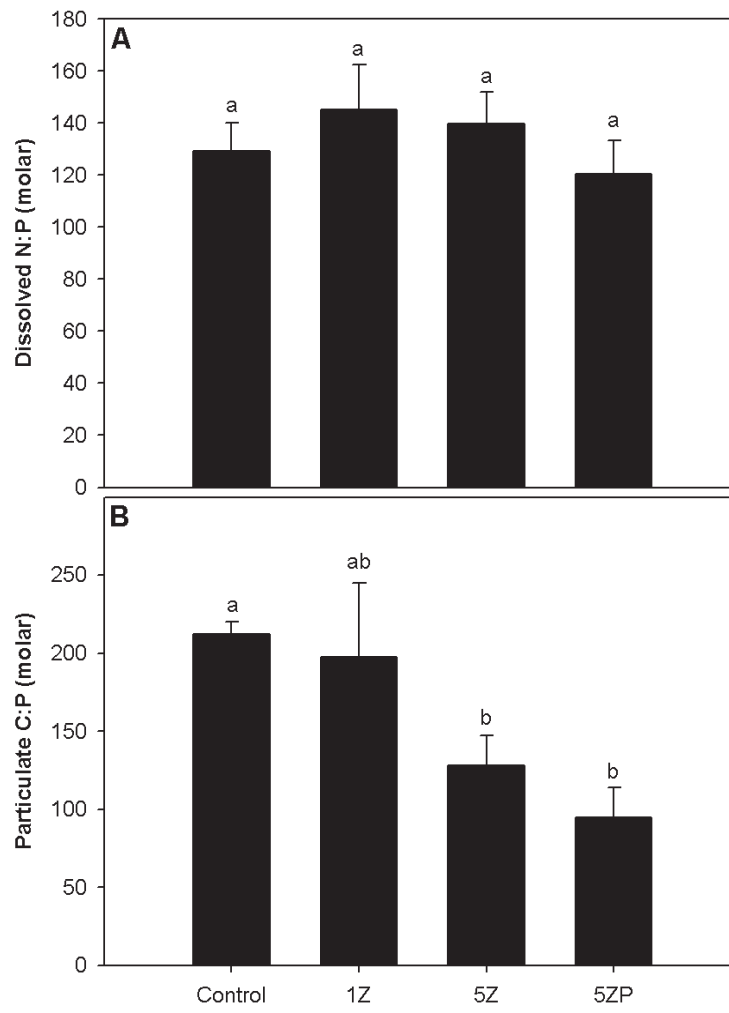 A
Dissolved N:P (molar)
180
160
140
120
100
80
60
40
20
0
a
a
a
a
B
Particulate C:P (molar)
250
200
150
100
50
0
a
ab
b
b
Control 1Z 5Z 5ZP